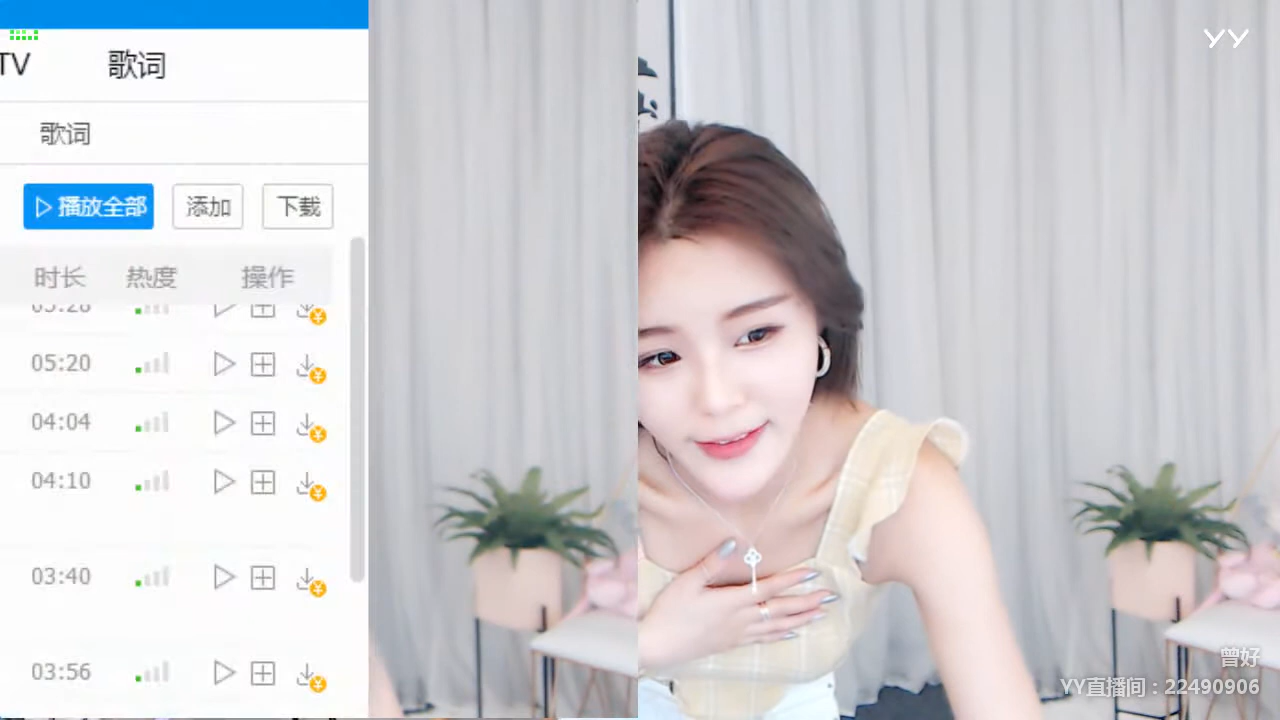 YY
TV 歌词
歌词
播放全部 添加 下载
时长 热度 操作
05:20
04:04
04:10
03:40
03:56
曾好
YY直播间 : 22490906